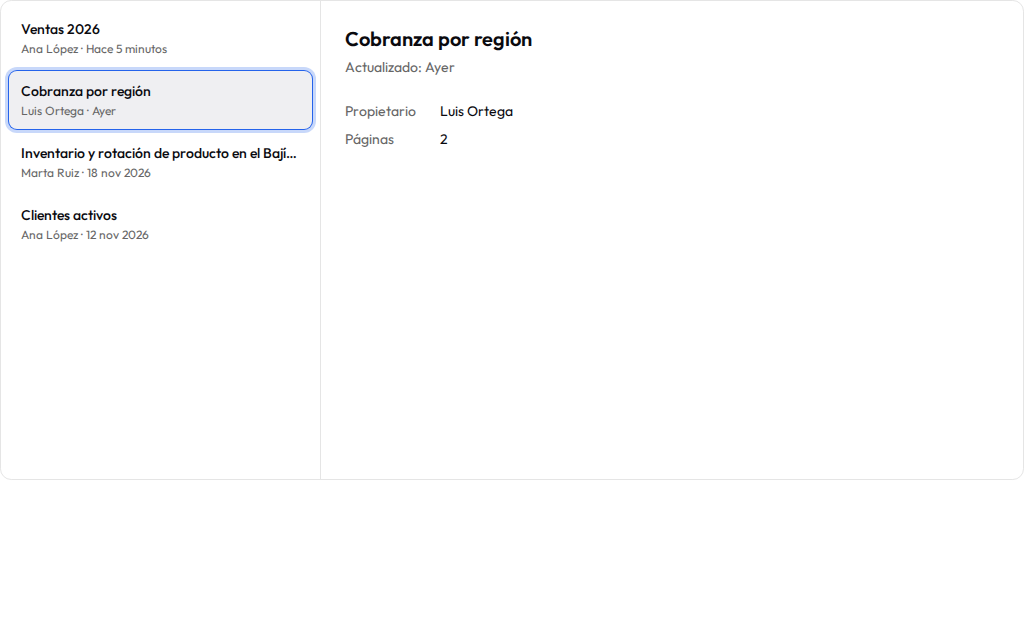 Ventas 2026
Ana López · Hace 5 minutos
Cobranza por región
Luis Ortega · Ayer
Inventario y rotación de producto en el Bají...
Marta Ruiz · 18 nov 2026
Clientes activos
Ana López · 12 nov 2026
Cobranza por región
Actualizado: Ayer
Propietario Luis Ortega
Páginas 2